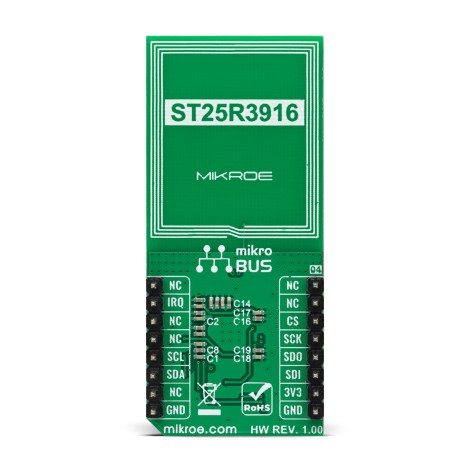 ST25R3916
MIKROE
mikro
BUS
04
NC NC
IRQ C14 NC
C17
NC C2 C16 CS
NC SCK
SCL C8 C19 SDO
SDA C1 C18 SDI
NC 3V3
GND RoHS GND
mikroe.com HW REV. 1.00